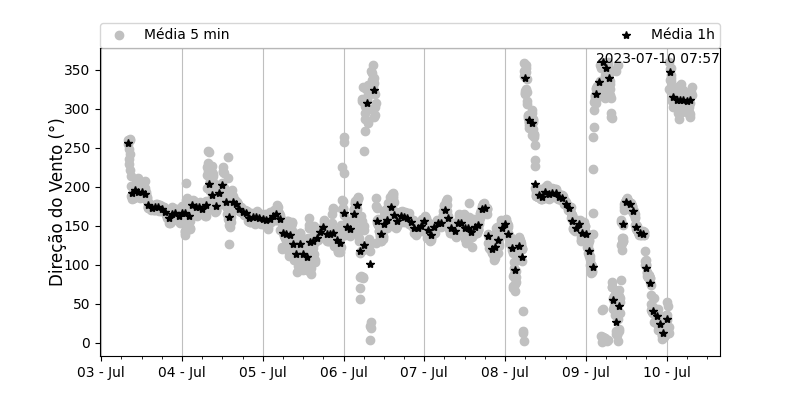 Média 5 min
Média 1h
2023-07-10 07:57
Direção do Vento (°)
350
300
250
200
150
100
50
0
03 - Jul
04 - Jul
05 - Jul
06 - Jul
07 - Jul
08 - Jul
09 - Jul
10 - Jul